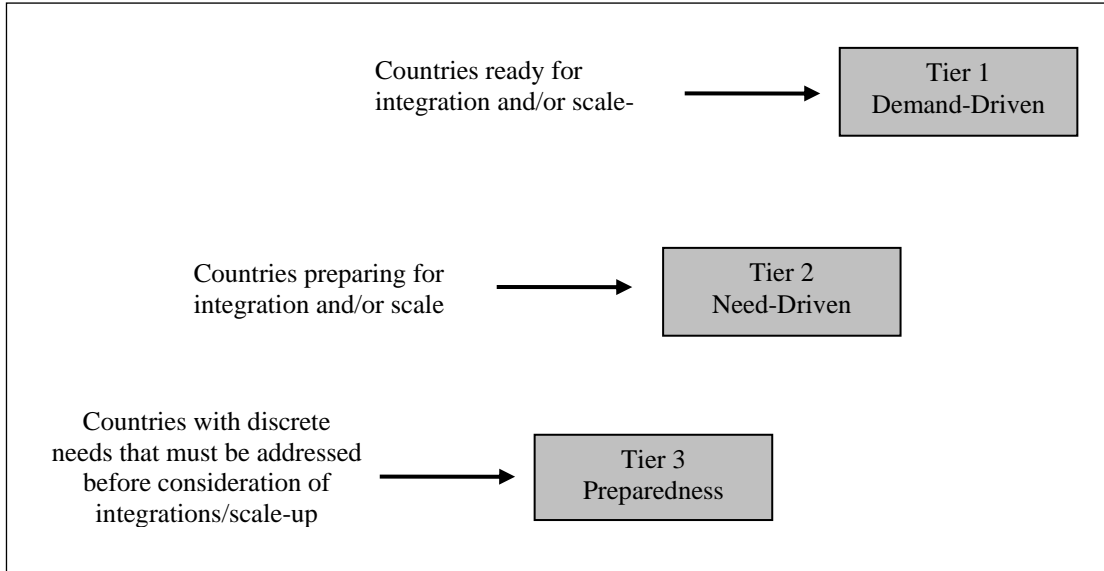 Countries ready for
integration and/or scale-
Tier 1
Demand-Driven
Countries preparing for
integration and/or scale
Tier 2
Need-Driven
Countries with discrete
needs that must be addressed
before consideration of
integrations/scale-up
Tier 3
Preparedness